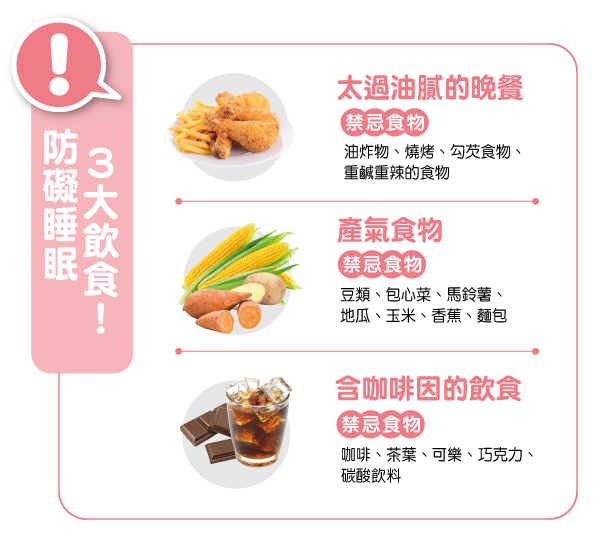 !
防礙睡眠
3大飲食!
太過油膩的晚餐
禁忌食物
油炸物、燒烤、勾芡食物、
重鹹重辣的食物
產氣食物
禁忌食物
豆類、包心菜、馬鈴薯、
地瓜、玉米、香蕉、麵包
含咖啡因的飲食
禁忌食物
咖啡、茶葉、可樂、巧克力、
碳酸飲料